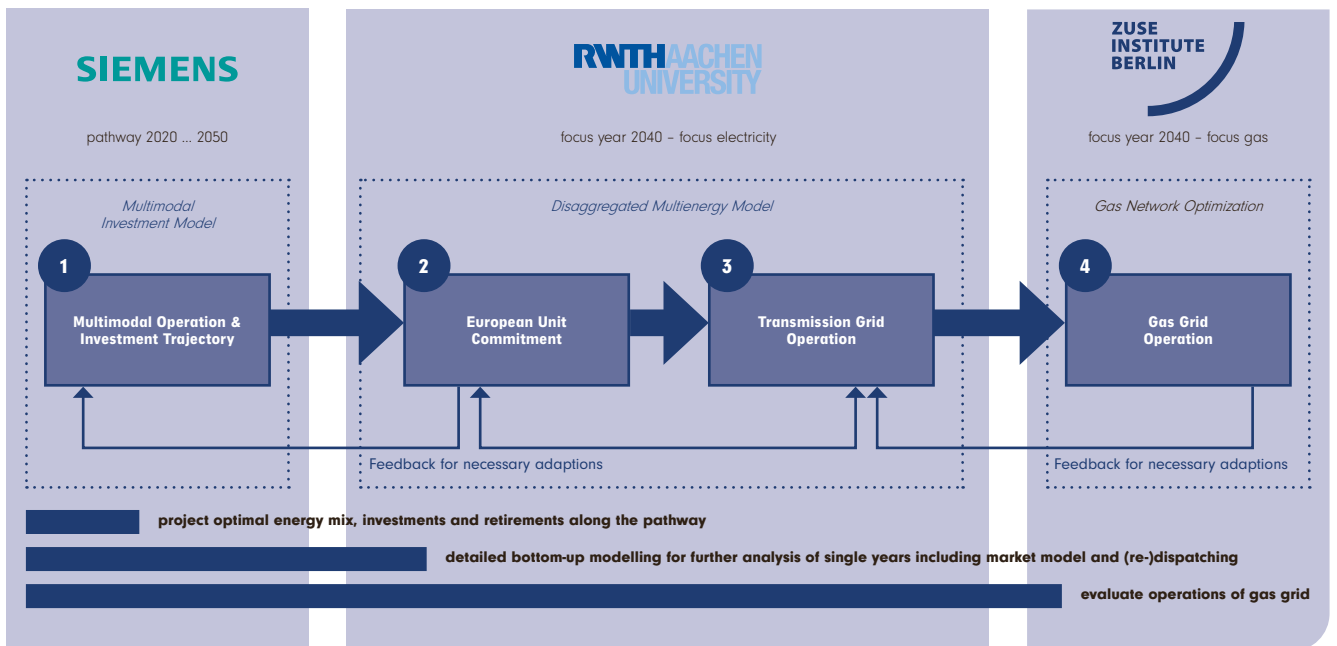 SIEMENS
pathway 2020 ... 2050
Multimodal
Investment Model
1
Multimodal Operation &
Investment Trajectory
RWTHAACHEN
UNIVERSITY
focus year 2040 – focus electricity
Disaggregated Multienergy Model
2
European Unit
Commitment
3
Transmission Grid
Operation
Feedback for necessary adaptions
ZUSE
INSTITUTE
BERLIN
focus year 2040 – focus gas
Gas Network Optimization
4
Gas Grid
Operation
Feedback for necessary adaptions
project optimal energy mix, investments and retirements along the pathway
detailed bottom-up modelling for further analysis of single years including market model and (re-)dispatching
evaluate operations of gas grid